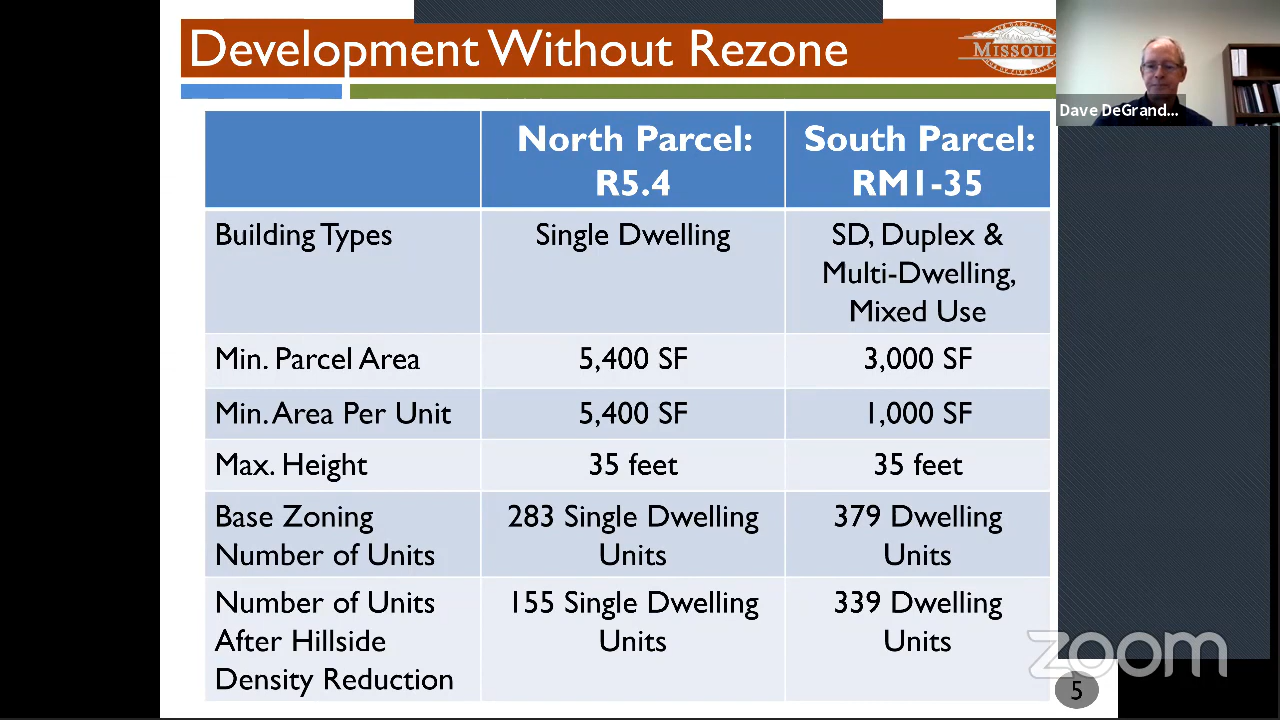 Development Without Rezone
MISSOUL
Dave DeGrand...
North Parcel:
R5.4
South Parcel:
RM1-35
Building Types
Single Dwelling
SD, Duplex &
Multi-Dwelling,
Mixed Use
Min. Parcel Area
5,400 SF
3,000 SF
Min. Area Per Unit
5,400 SF
1,000 SF
Max. Height
35 feet
35 feet
Base Zoning
Number of Units
283 Single Dwelling
Units
379 Dwelling
Units
Number of Units
After Hillside
Density Reduction
155 Single Dwelling
Units
339 Dwelling
Units
zoom
5